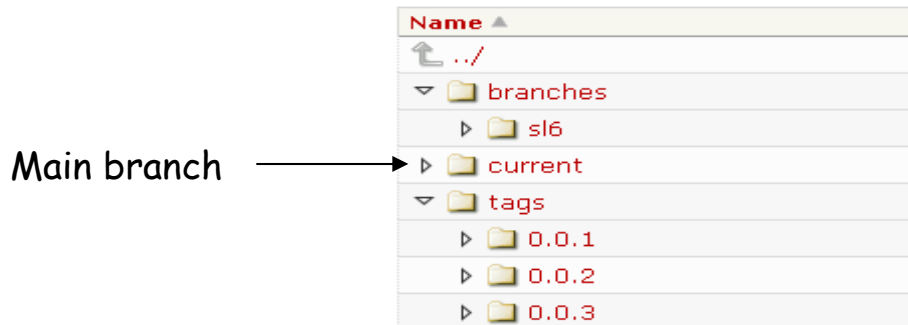 Name
../
branches
sl6
Main branch
current
tags
0.0.1
0.0.2
0.0.3